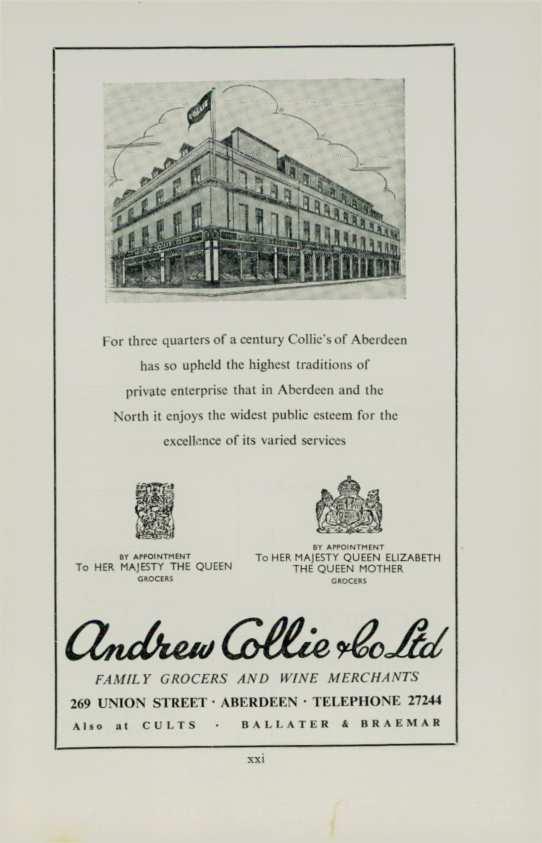 COLLIE
For three quarters of a century Collie's of Aberdeen
has so upheld the highest traditions of
private enterprise that in Aberdeen and the
North it enjoys the widest public esteem for the
excellence of its varied services
BY APPOINTMENT
To HER MAJESTY THE QUEEN
GROCERS
BY APPOINTMENT
To HER MAJESTY QUEEN ELIZABETH
THE QUEEN MOTHER
GROCERS
Andrew Collie & Co Ltd
FAMILY GROCERS AND WINE MERCHANTS
269 UNION STREET · ABERDEEN · TELEPHONE 27244
Also at CULTS · BALLATER & BRAEMAR
xxi